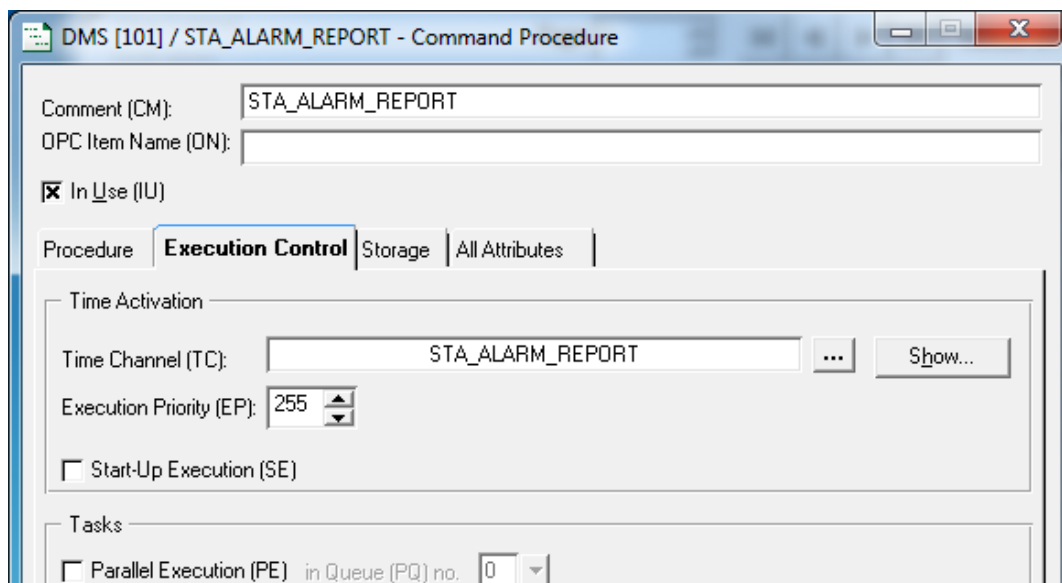 DMS [101] / STA_ALARM_REPORT - Command Procedure
Comment (CM): STA_ALARM_REPORT
OPC Item Name (ON):
In Use (IU)
Procedure Execution Control Storage All Attributes
Time Activation
Time Channel (TC): STA_ALARM_REPORT ... Show...
Execution Priority (EP): 255
Start-Up Execution (SE)
Tasks
Parallel Execution (PE) in Queue (PQ) no. 0